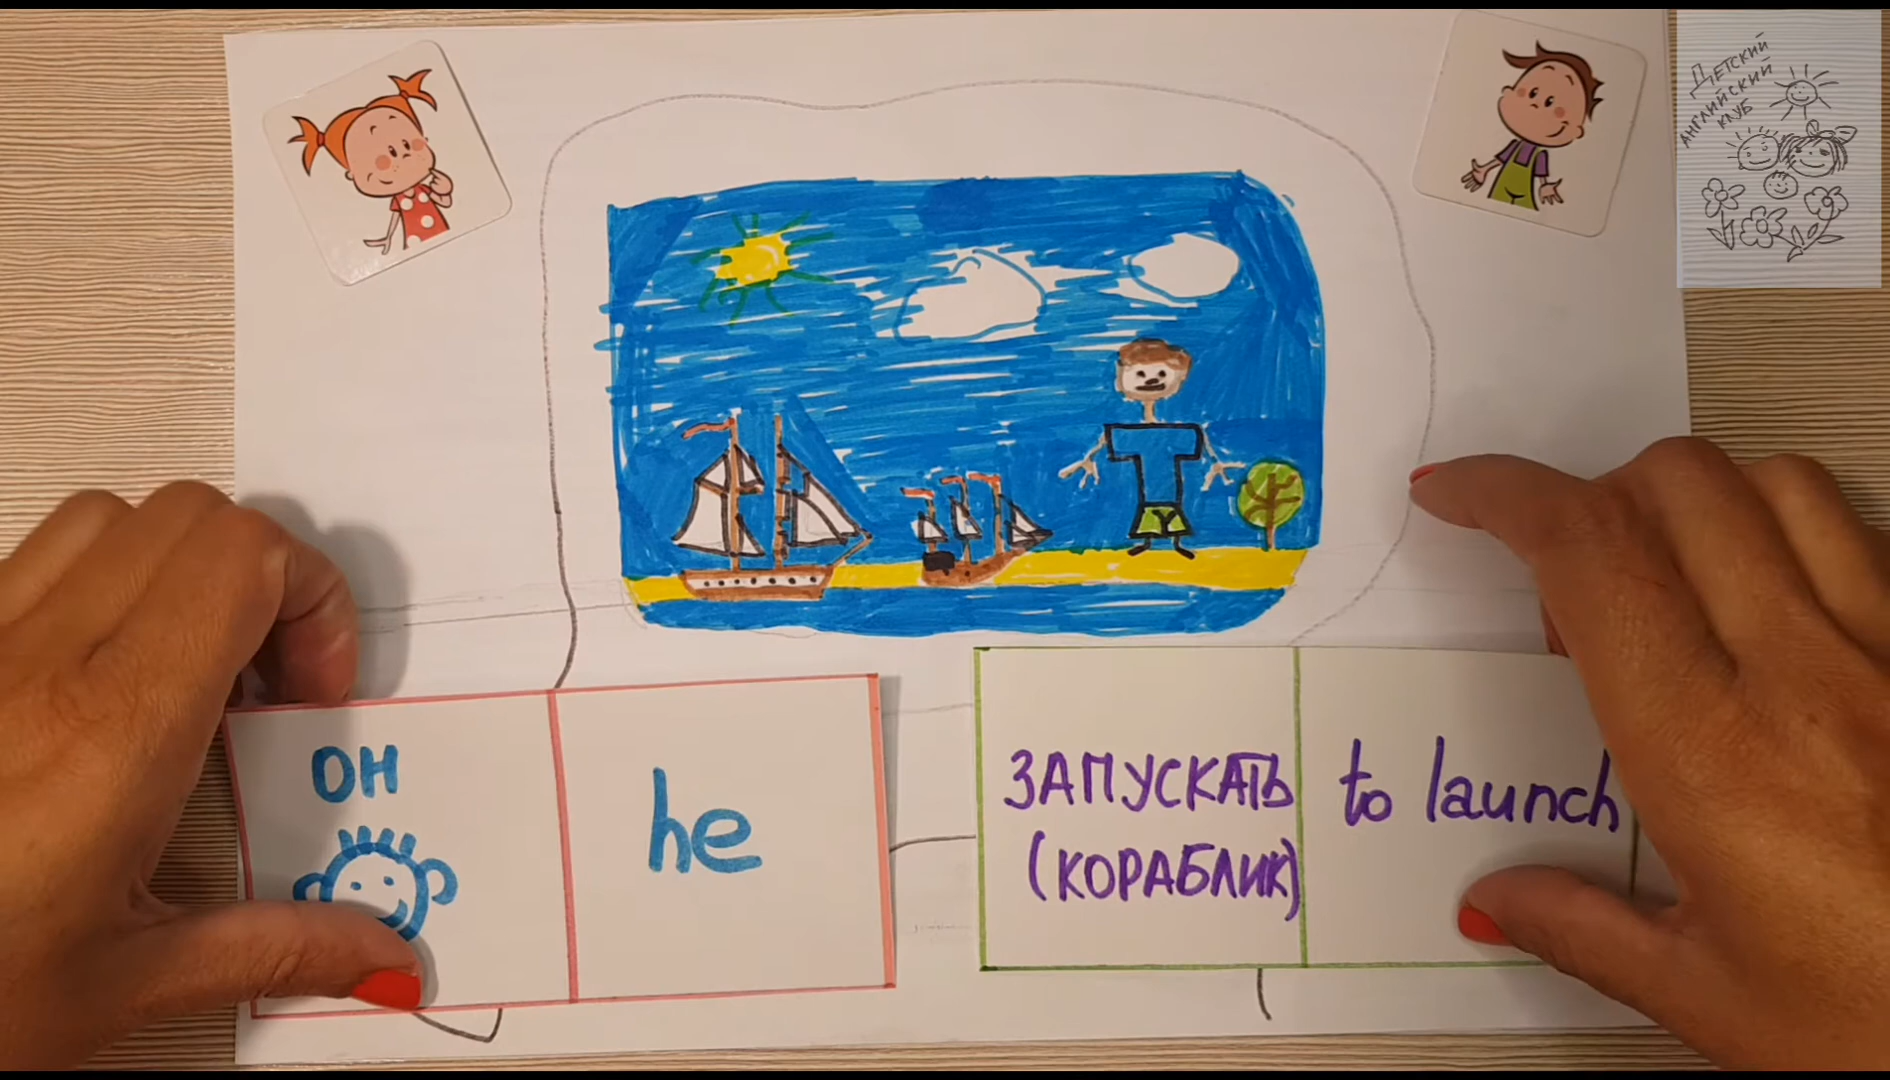 ДЕТСКИЙ
АНГЛИЙСКИЙ
КЛУБ
ОН
he
ЗАПУСКАТЬ
(КОРАБЛИК)
to launch